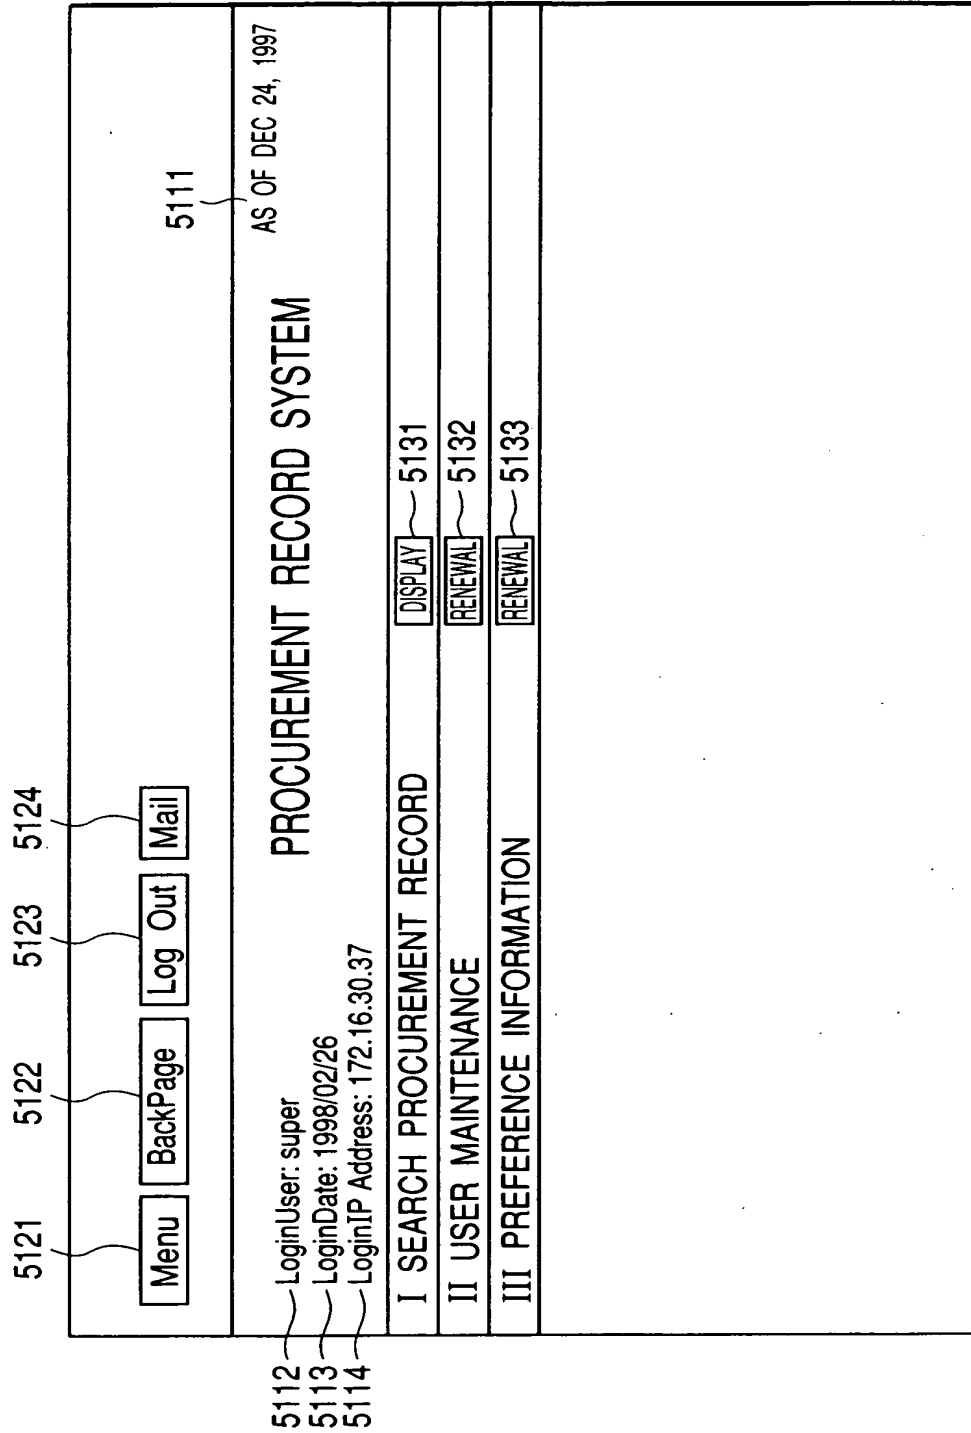 5121 5122 5123 5124
Menu BackPage Log Out Mail
5111
AS OF DEC 24, 1997
PROCUREMENT RECORD SYSTEM
5112 LoginUser: super
5113 LoginDate: 1998/02/26
5114 LoginIP Address: 172.16.30.37
I SEARCH PROCUREMENT RECORD DISPLAY 5131
II USER MAINTENANCE RENEWAL 5132
III PREFERENCE INFORMATION RENEWAL 5133